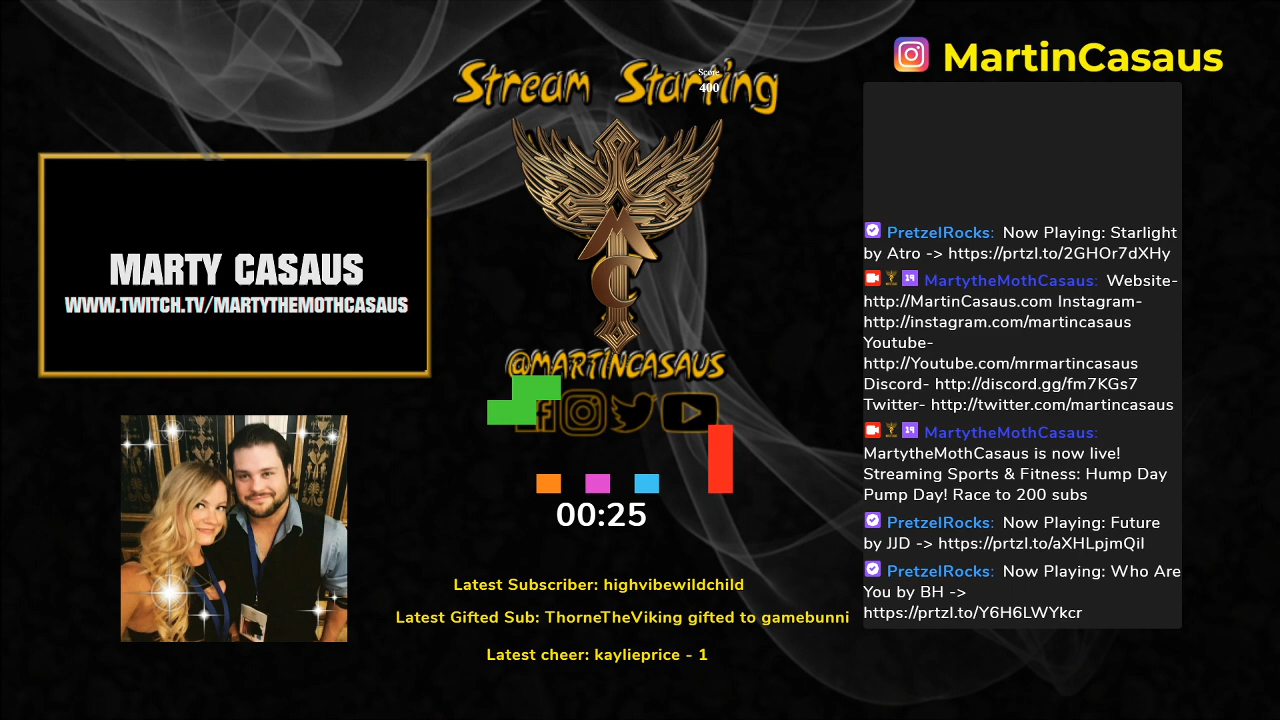 MartinCasaus
Stream Starting
Score
400
MARTY CASAUS
WWW.TWITCH.TV/MARTYTHEMOTHCASAUS
MC
@MARTINCASAUS
00:25
Latest Subscriber: highvibewildchild
Latest Gifted Sub: ThorneTheViking gifted to gamebunni
Latest cheer: kaylieprice - 1
PretzelRocks: Now Playing: Starlight
by Atro -> https://prtzl.to/2GHOr7dXHy
19 MartytheMothCasaus: Website-
http://MartinCasaus.com Instagram-
http://instagram.com/martincasaus
Youtube-
http://Youtube.com/mrmartincasaus
Discord- http://discord.gg/fm7KGs7
Twitter- http://twitter.com/martincasaus
19 MartytheMothCasaus:
MartytheMothCasaus is now live!
Streaming Sports & Fitness: Hump Day
Pump Day! Race to 200 subs
PretzelRocks: Now Playing: Future
by JJD -> https://prtzl.to/aXHLpjmQil
PretzelRocks: Now Playing: Who Are
You by BH ->
https://prtzl.to/Y6H6LWYkcr